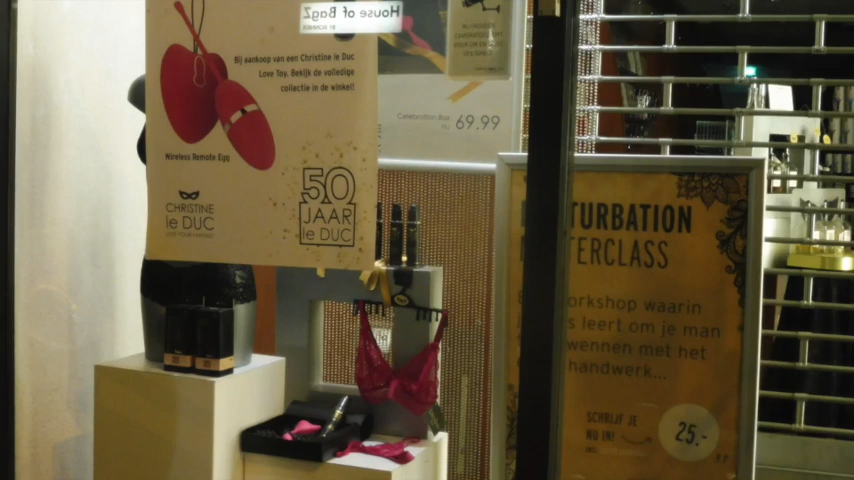 House of BagZ
Bij aankoop van een Christine le Duc
Love Toy. Bekijk de volledige
collectie in de winkel!
Wireless Remote Egg
CHRISTINE
le DUC
50
JAAR
le DUC
Celebration Box
NU 69.99
TURBATION
TERCLASS
orkshop waarin
s leert om je man
wennen met het
handwerk...
SCHRIJF JE
NU IN!
25.-
P.P.